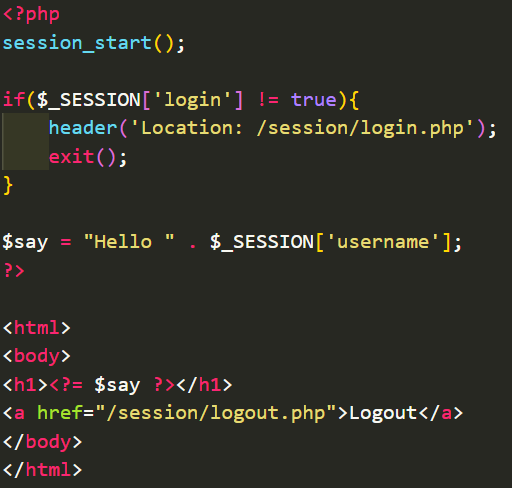 <?php
session_start();
if($_SESSION['login'] != true){
header('Location: /session/login.php');
exit();
}
$say = "Hello " . $_SESSION['username'];
?>
<html>
<body>
<h1><?= $say ?></h1>
<a href="/session/logout.php">Logout</a>
</body>
</html>